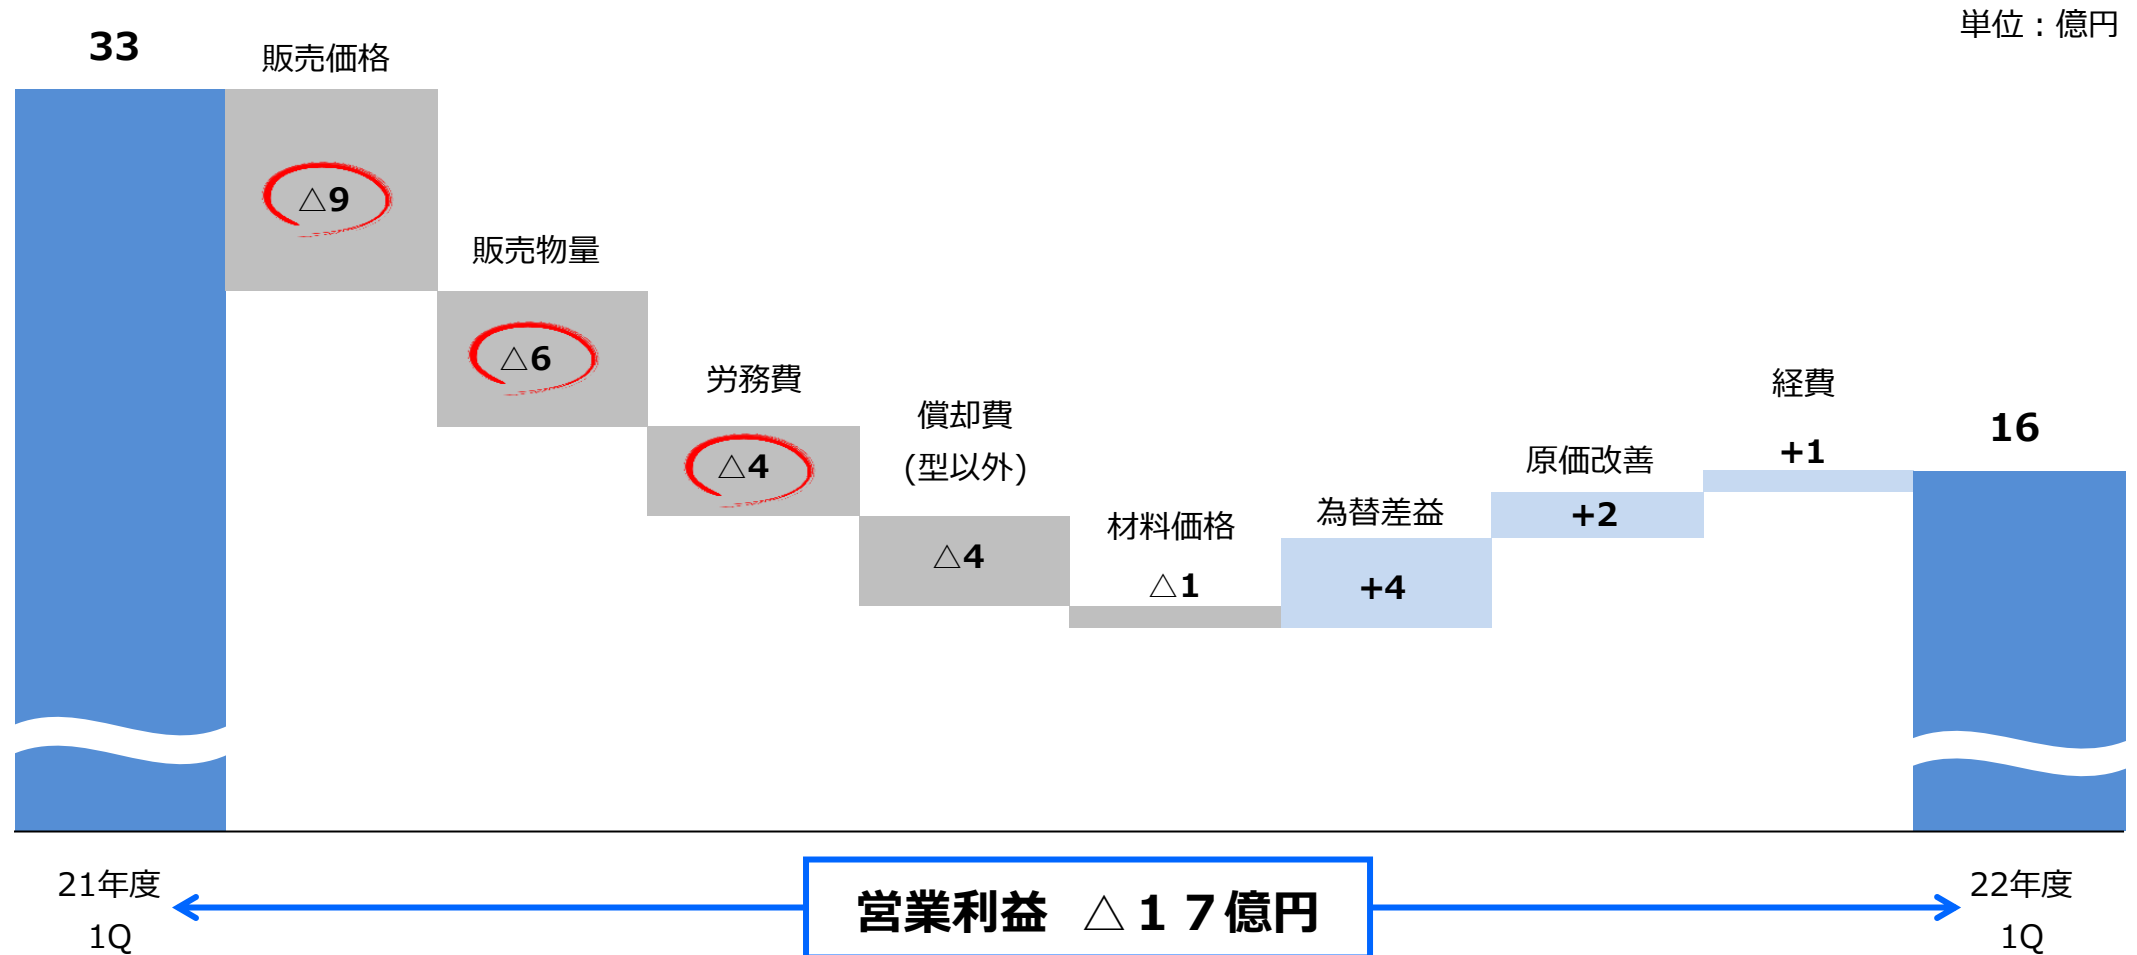 単位：億円
33
販売価格
△9
販売物量
△6
労務費
△4
償却費
(型以外)
△4
材料価格
△1
為替差益
+4
原価改善
+2
経費
+1
16
21年度
1Q
営業利益 △１７億円
22年度
1Q